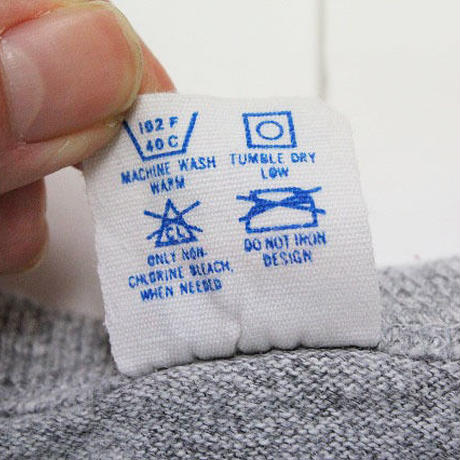 102 F
40 C
MACHINE WASH
WARM
TUMBLE DRY
LOW
CL
ONLY NON-
CHLORINE BLEACH,
WHEN NEEDED
DO NOT IRON
DESIGN